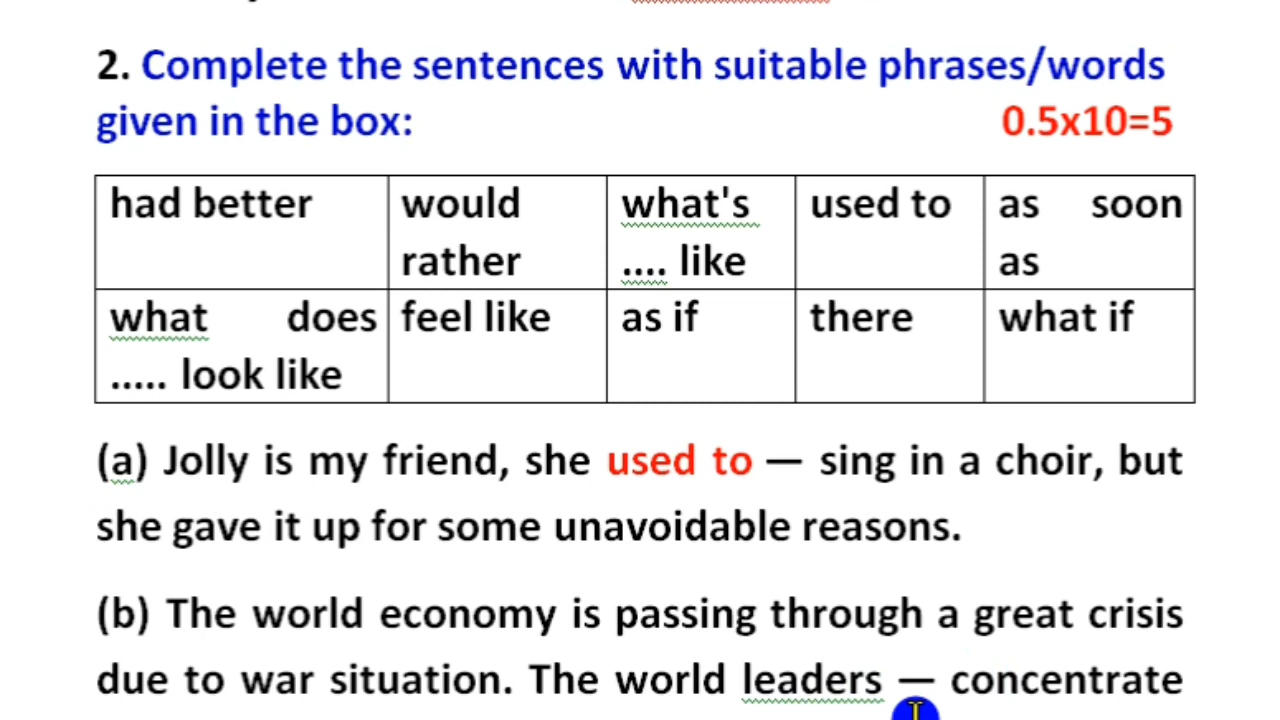 2. Complete the sentences with suitable phrases/words
given in the box: 0.5x10=5
had better would rather what's .... like used to as soon as
what does ..... look like feel like as if there what if
(a) Jolly is my friend, she used to — sing in a choir, but
she gave it up for some unavoidable reasons.
(b) The world economy is passing through a great crisis
due to war situation. The world leaders — concentrate